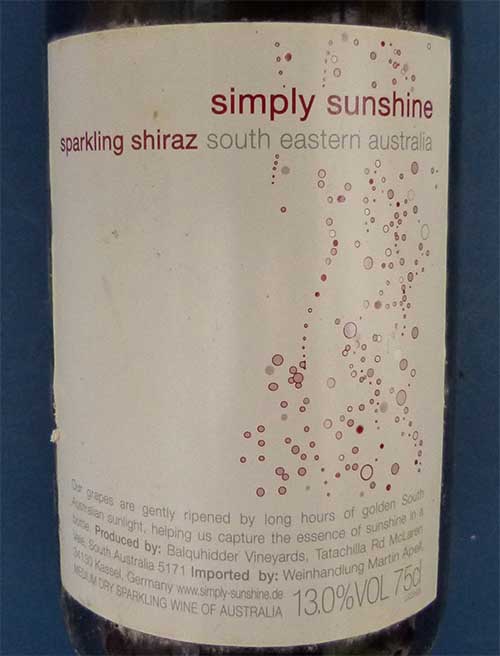 simply sunshine
sparkling shiraz south eastern australia
Our grapes are gently ripened by long hours of golden South
Australian sunlight, helping us capture the essence of sunshine in a
bottle. Produced by: Balquhidder Vineyards, Tatachilla Rd McLaren
Vale, South Australia 5171 Imported by: Weinhandlung Martin Apel,
34130 Kassel, Germany www.simply-sunshine.de
MEDIUM DRY SPARKLING WINE OF AUSTRALIA 13.0%VOL 75cl